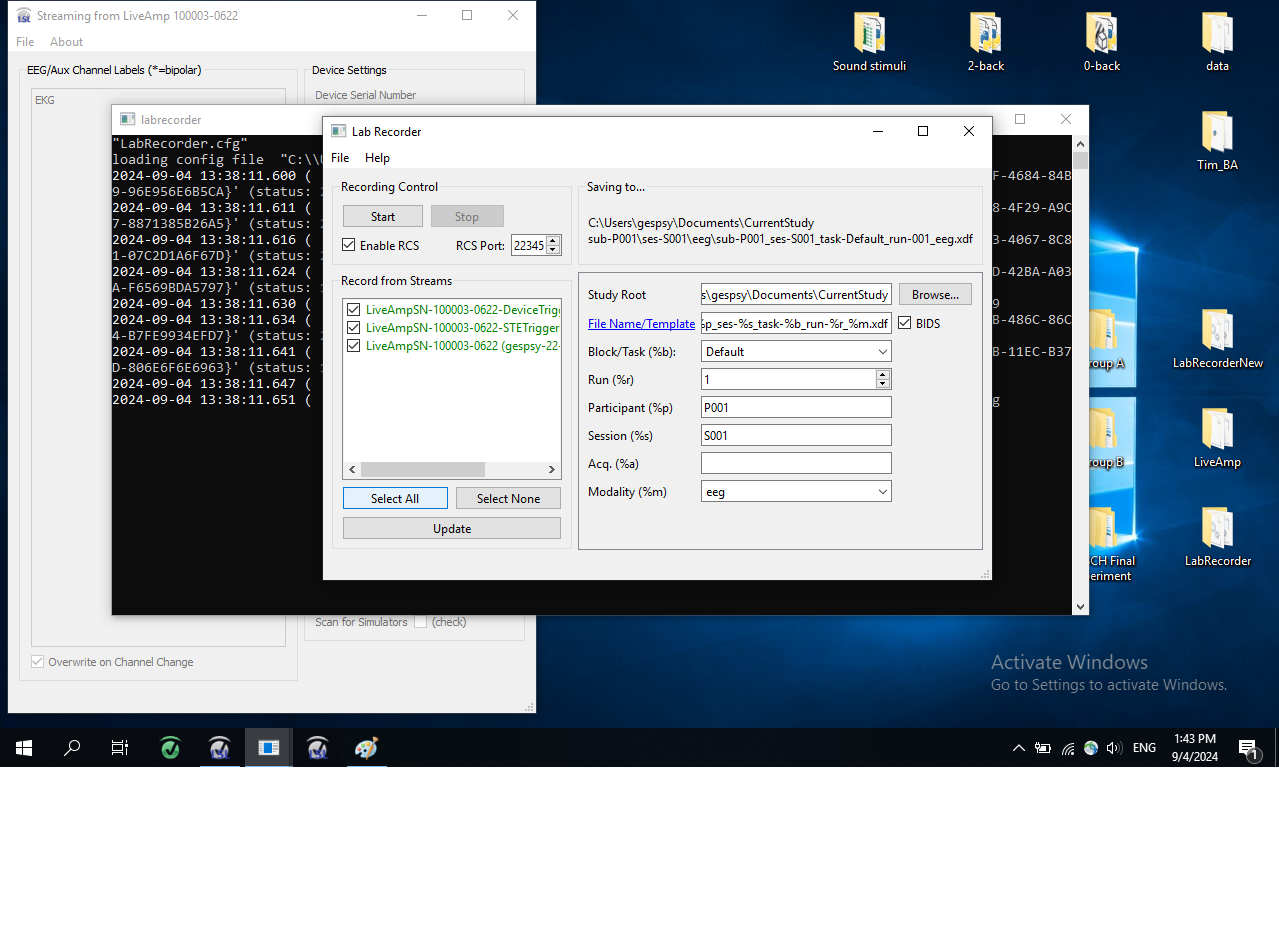 Streaming from LiveAmp 100003-0622
File About
EEG/Aux Channel Labels (*=bipolar)
EKG
Overwrite on Channel Change
Device Settings
Device Serial Number
Scan for Simulators (check)
labrecorder
"LabRecorder.cfg"
loading config file "C:\\
2024-09-04 13:38:11.600 (
F-4684-84B
9-96E956E6B5CA}' (status:
2024-09-04 13:38:11.611 (
8-4F29-A9C
7-8871385B26A5}' (status:
2024-09-04 13:38:11.616 (
3-4067-8C8
1-07C2D1A6F67D}' (status:
2024-09-04 13:38:11.624 (
D-42BA-A03
A-F6569BDA5797}' (status:
2024-09-04 13:38:11.630 (
9
2024-09-04 13:38:11.634 (
B-486C-86C
4-B7FE9934EFD7}' (status:
2024-09-04 13:38:11.641 (
B-11EC-B37
D-806E6F6E6963}' (status:
2024-09-04 13:38:11.647 (
2024-09-04 13:38:11.651 (
g
Lab Recorder
File Help
Recording Control
Start Stop
Enable RCS RCS Port: 22345
Record from Streams
LiveAmpSN-100003-0622-DeviceTrig
LiveAmpSN-100003-0622-STETrigger
LiveAmpSN-100003-0622 (gespsy-22-
Select All Select None
Update
Saving to...
C:\Users\gespsy\Documents\CurrentStudy
sub-P001\ses-S001\eeg\sub-P001_ses-S001_task-Default_run-001_eeg.xdf
Study Root s\gespsy\Documents\CurrentStudy Browse...
File Name/Template %p_ses-%s_task-%b_run-%r_%m.xdf BIDS
Block/Task (%b): Default
Run (%r) 1
Participant (%p) P001
Session (%s) S001
Acq. (%a)
Modality (%m) eeg
Sound stimuli
2-back
0-back
data
Tim_BA
roup A
LabRecorderNew
roup B
LiveAmp
CH Final
eriment
LabRecorder
Activate Windows
Go to Settings to activate Windows.
ENG
1:43 PM
9/4/2024
1